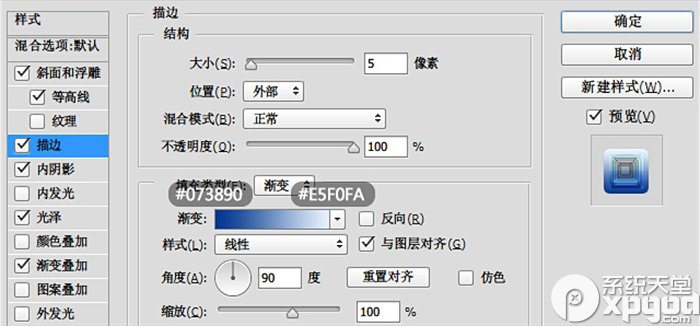 样式
混合选项:默认
斜面和浮雕
等高线
纹理
描边
内阴影
内发光
光泽
颜色叠加
渐变叠加
图案叠加
外发光
描边
结构
大小(S): 5 像素
位置(P): 外部
混合模式(B): 正常
不透明度(O): 100 %
填充类型(F): 渐变
#073890 #E5F0FA
渐变: 反向(R)
样式(L): 线性 与图层对齐(G)
角度(A): 90 度 重置对齐 仿色
缩放(C): 100 %
确定
取消
新建样式(W)...
预览(V)
系统天堂
xpgod